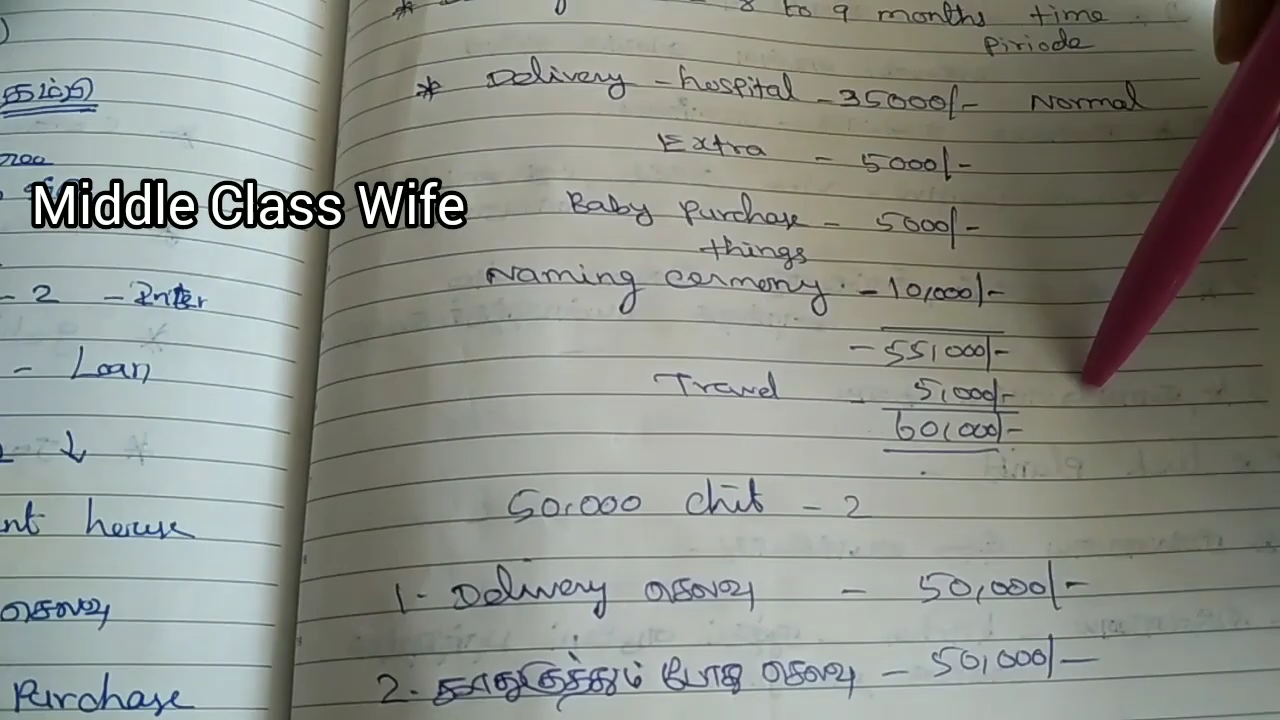 8 to 9 months time
Piriode
* Delivery - hospital - 35000/- Normal
Extra - 5000/-
Baby purchase - 5000/-
things
Naming cermony - 10,000/-
- 55,000/-
Travel - 5,000/-
60,000/-
50,000 chit - 2
1. Delivery செலவு - 50,000/-
2. காதுகுத்தும் போது செலவு - 50,000/-
Middle Class Wife
- 2 - Inter
- Loan
↓
house
செலவு
Purchase